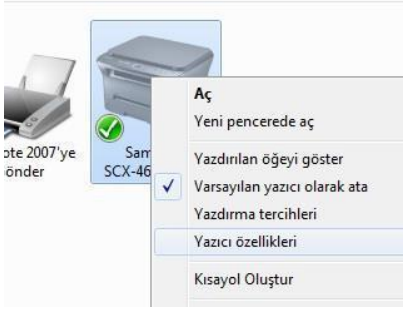 Aç
Yeni pencerede aç
ote 2007'ye
önder
Sam
SCX-46
Yazdırılan öğeyi göster
Varsayılan yazıcı olarak ata
Yazdırma tercihleri
Yazıcı özellikleri
Kısayol Oluştur